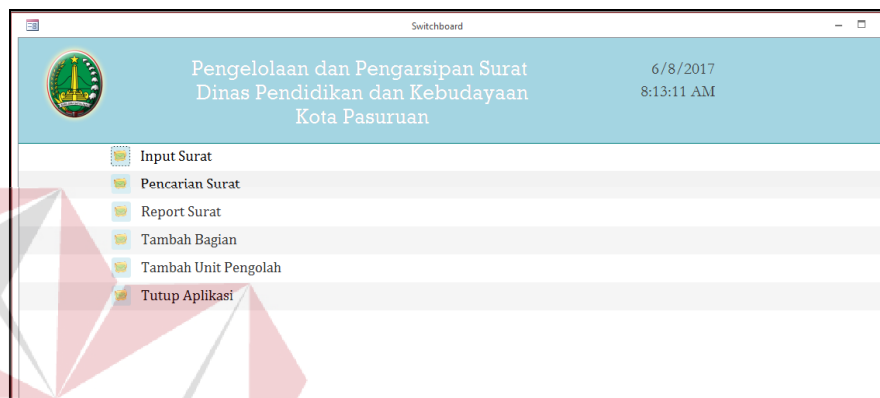 Switchboard
Pengelolaan dan Pengarsipan Surat
Dinas Pendidikan dan Kebudayaan
Kota Pasuruan
6/8/2017
8:13:11 AM
Input Surat
Pencarian Surat
Report Surat
Tambah Bagian
Tambah Unit Pengolah
Tutup Aplikasi